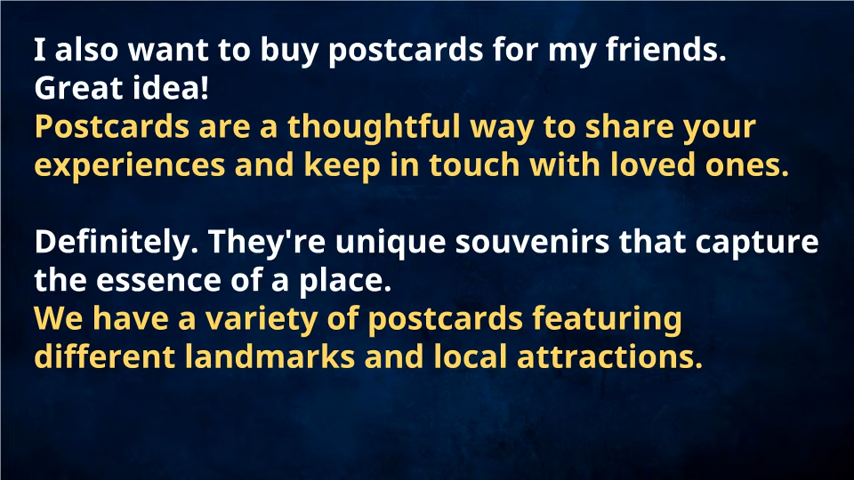 I also want to buy postcards for my friends.
Great idea!
Postcards are a thoughtful way to share your
experiences and keep in touch with loved ones.
Definitely. They're unique souvenirs that capture
the essence of a place.
We have a variety of postcards featuring
different landmarks and local attractions.